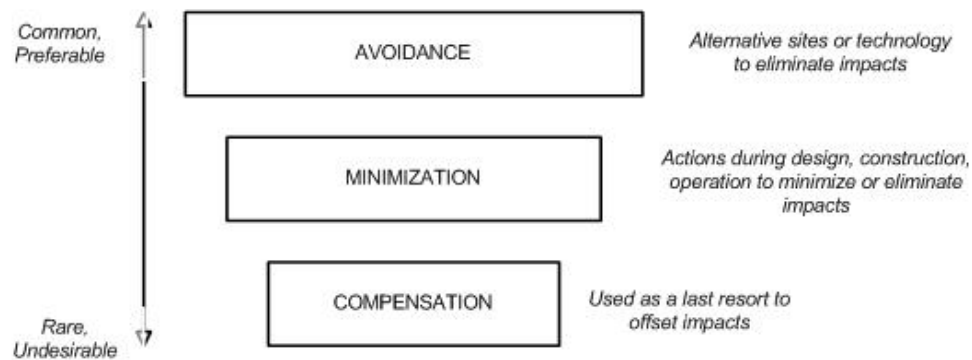 Common,
Preferable
AVOIDANCE
Alternative sites or technology
to eliminate impacts
MINIMIZATION
Actions during design, construction,
operation to minimize or eliminate
impacts
COMPENSATION
Used as a last resort to
offset impacts
Rare,
Undesirable